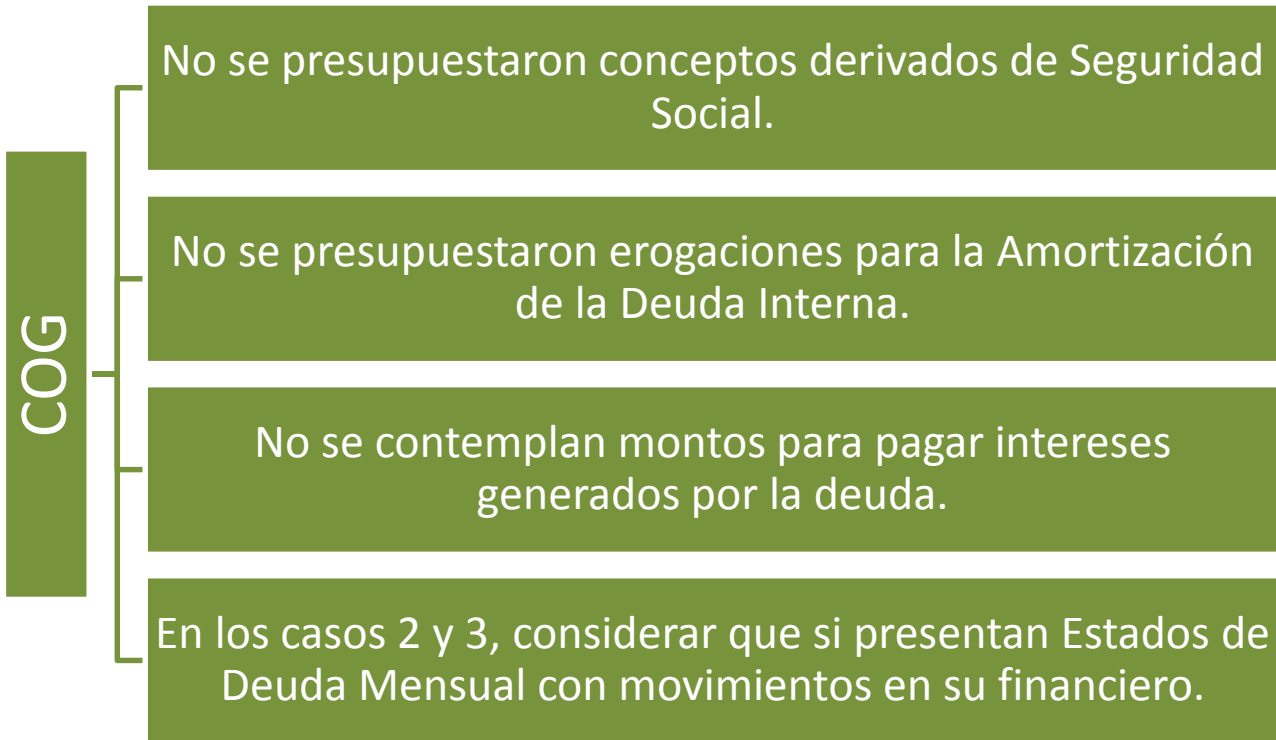 COG
No se presupuestaron conceptos derivados de Seguridad
Social.
No se presupuestaron erogaciones para la Amortización
de la Deuda Interna.
No se contemplan montos para pagar intereses
generados por la deuda.
En los casos 2 y 3, considerar que si presentan Estados de
Deuda Mensual con movimientos en su financiero.